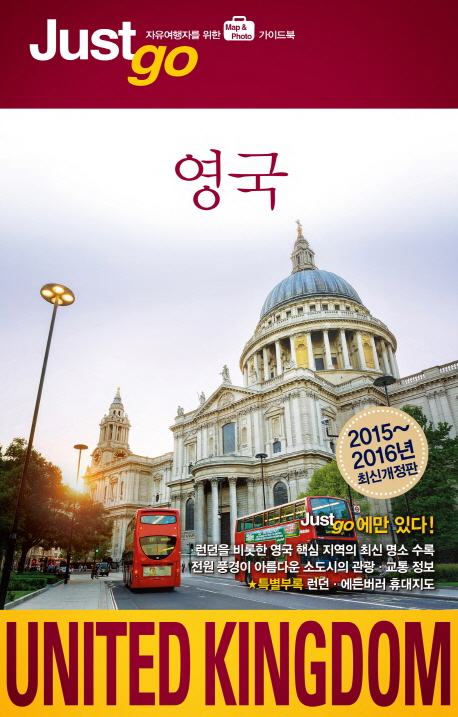 Just go
자유여행자를 위한 Map & Photo 가이드북
영국
2015~
2016년
최신개정판
Just go에만 있다!
런던을 비롯한 영국 핵심 지역의 최신 명소 수록
전원 풍경이 아름다운 소도시의 관광·교통 정보
★특별부록 런던·에든버러 휴대지도
UNITED KINGDOM